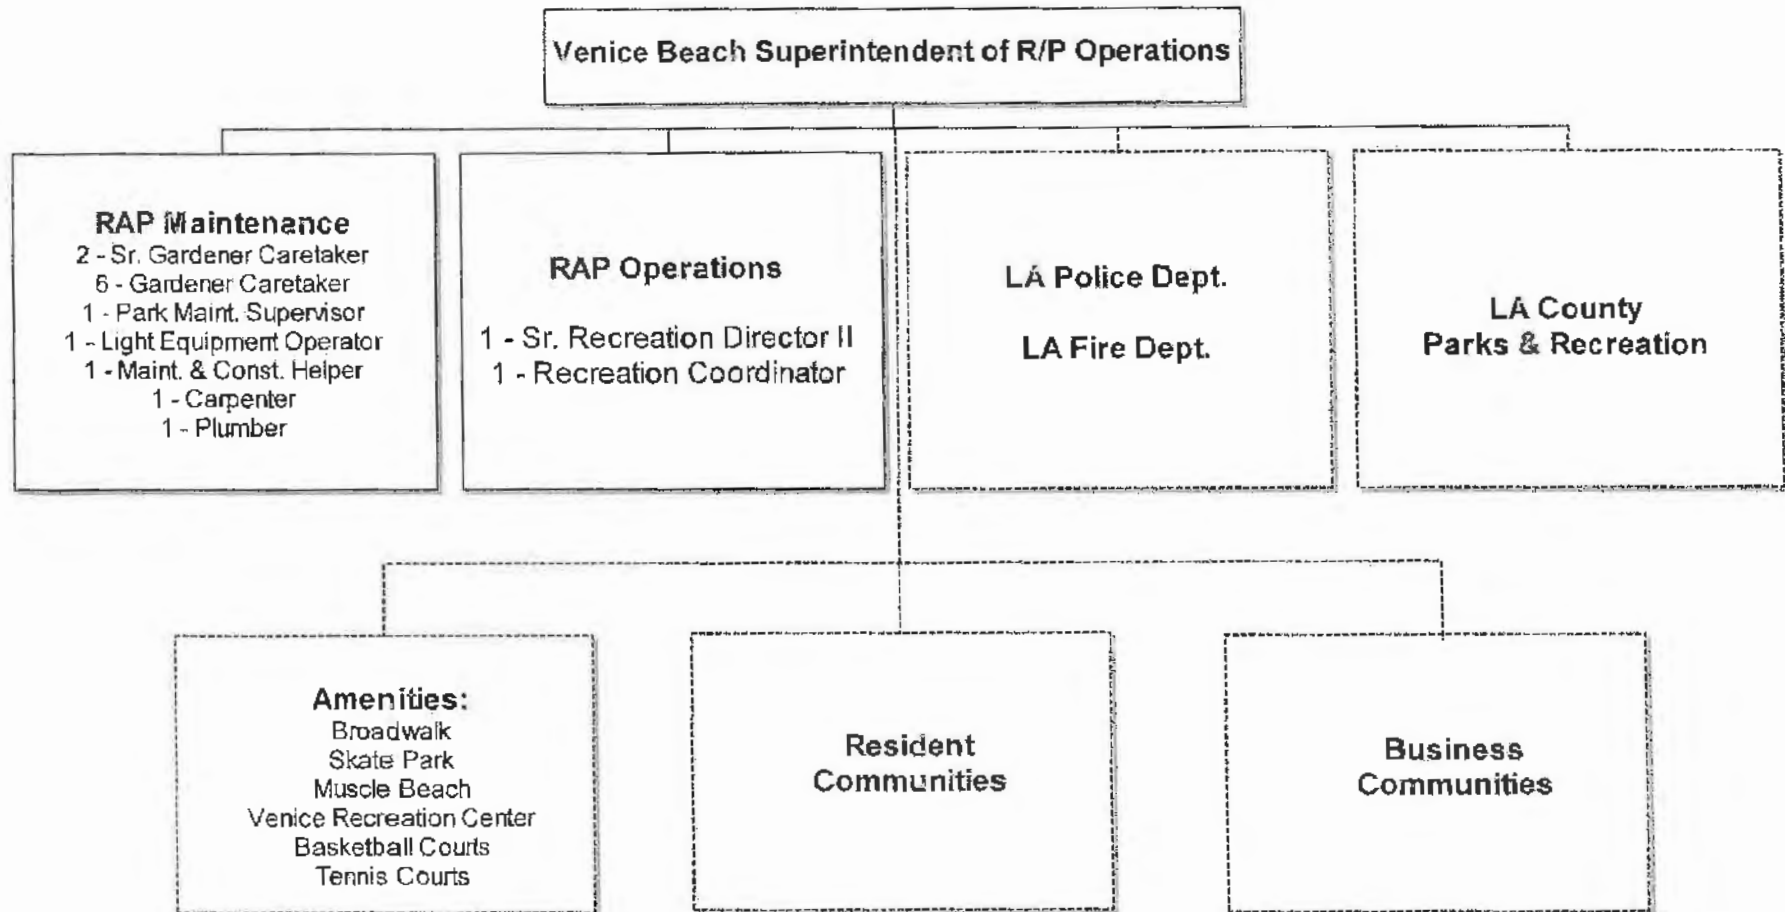 Venice Beach Superintendent of R/P Operations
RAP Maintenance
2 - Sr. Gardener Caretaker
6 - Gardener Caretaker
1 - Park Maint. Supervisor
1 - Light Equipment Operator
1 - Maint. & Const. Helper
1 - Carpenter
1 - Plumber
RAP Operations
1 - Sr. Recreation Director II
1 - Recreation Coordinator
LA Police Dept.
LA Fire Dept.
LA County
Parks & Recreation
Amenities:
Broadwalk
Skate Park
Muscle Beach
Venice Recreation Center
Basketball Courts
Tennis Courts
Resident
Communities
Business
Communities